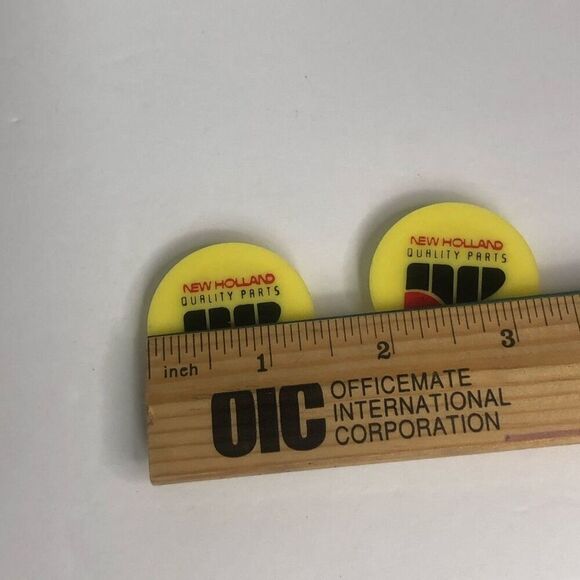 NEW HOLLAND
QUALITY PARTS
NEW HOLLAND
QUALITY PARTS
1 2 3
inch
OIC OFFICEMATE
INTERNATIONAL
CORPORATION